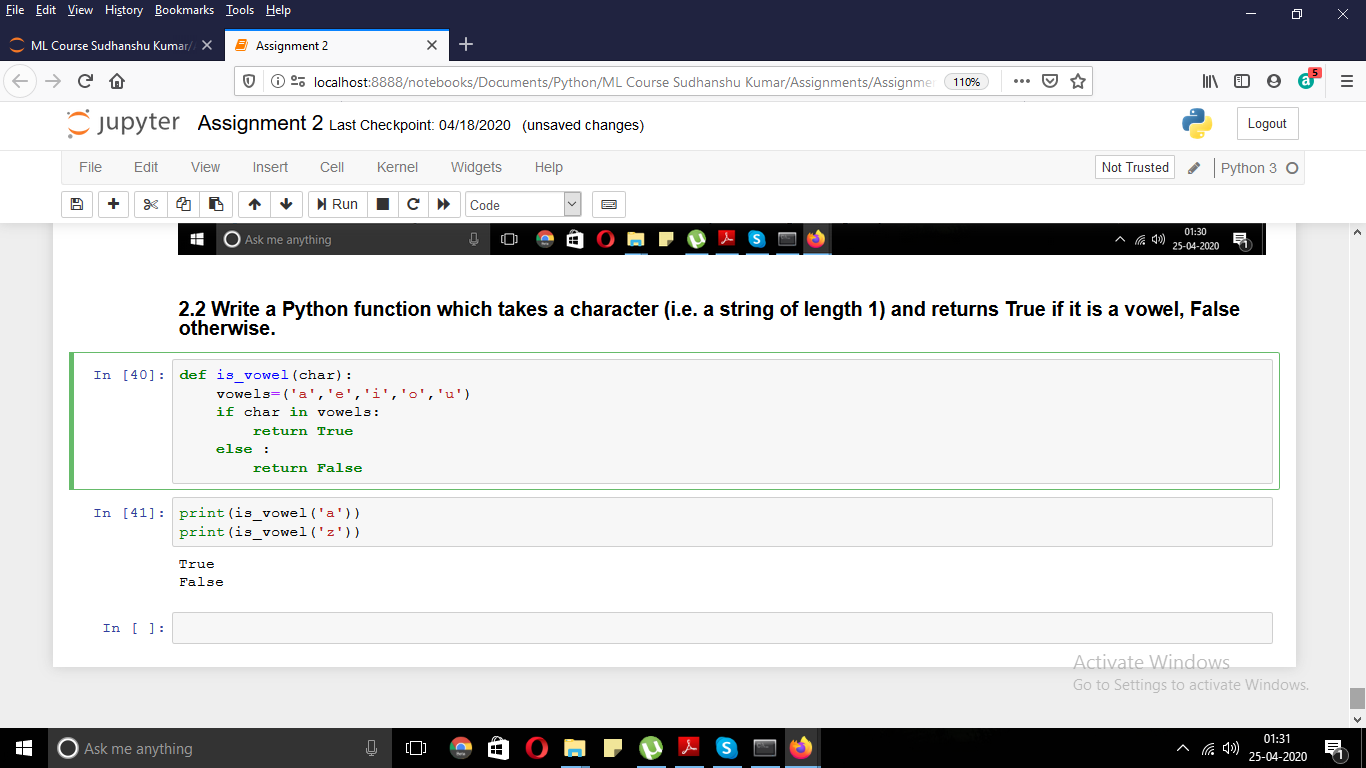 File Edit View History Bookmarks Tools Help
ML Course Sudhanshu Kumar/
Assignment 2
localhost:8888/notebooks/Documents/Python/ML Course Sudhanshu Kumar/Assignments/Assignme
110%
5
jupyter Assignment 2 Last Checkpoint: 04/18/2020 (unsaved changes)
Logout
File Edit View Insert Cell Kernel Widgets Help
Not Trusted
Python 3
Run
Code
Ask me anything
01:30
25-04-2020
1
2.2 Write a Python function which takes a character (i.e. a string of length 1) and returns True if it is a vowel, False
otherwise.
In [40]: def is_vowel(char):
vowels=('a','e','i','o','u')
if char in vowels:
return True
else :
return False
In [41]: print(is_vowel('a'))
print(is_vowel('z'))
True
False
In [ ]:
Activate Windows
Go to Settings to activate Windows.
Ask me anything
01:31
25-04-2020
1